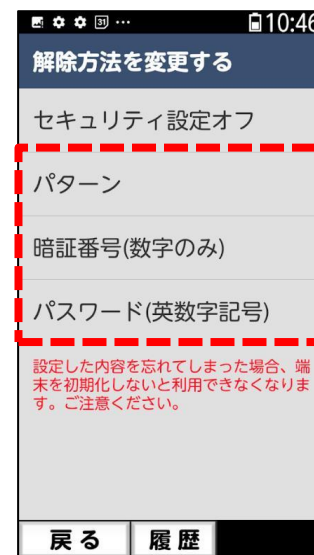 31 … 10:46
解除方法を変更する
セキュリティ設定オフ
パターン
暗証番号(数字のみ)
パスワード(英数字記号)
設定した内容を忘れてしまった場合、端
末を初期化しないと利用できなくなりま
す。ご注意ください。
戻る 履歴